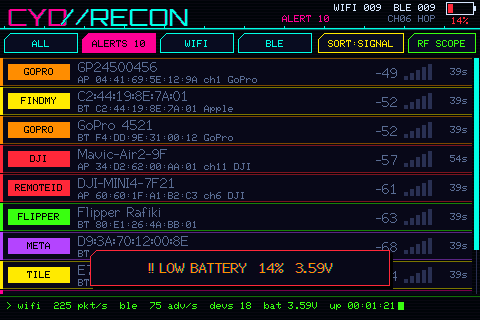 CYD//RECON
ALERT 10
WIFI 009 BLE 009
CH06 HOP
14%
ALL
ALERTS 10
WIFI
BLE
SORT:SIGNAL
RF SCOPE
GOPRO GP24500456 -49 39s
AP 04:41:69:5E:12:9A ch1 GoPro
FINDMY C2:44:19:8E:7A:01 -52 39s
BT C2:44:19:8E:7A:01 Apple
GOPRO GoPro 4521 -52 39s
BT F4:DD:9E:31:00:12 GoPro
DJI Mavic-Air2-9F -57 54s
AP 34:D2:62:00:AA:01 ch11 DJI
REMOTEID DJI-MINI4-7F21 -61 39s
AP 60:60:1F:A1:B2:C3 ch6 DJI
FLIPPER Flipper Rafiki -63 39s
BT 80:E1:26:4A:BB:01
META D9:3A:70:12:00:8E -68 39s
TILE 39s
!! LOW BATTERY 14% 3.59V
> wifi 225 pkt/s ble 75 adv/s devs 18 bat 3.59V up 00:01:21